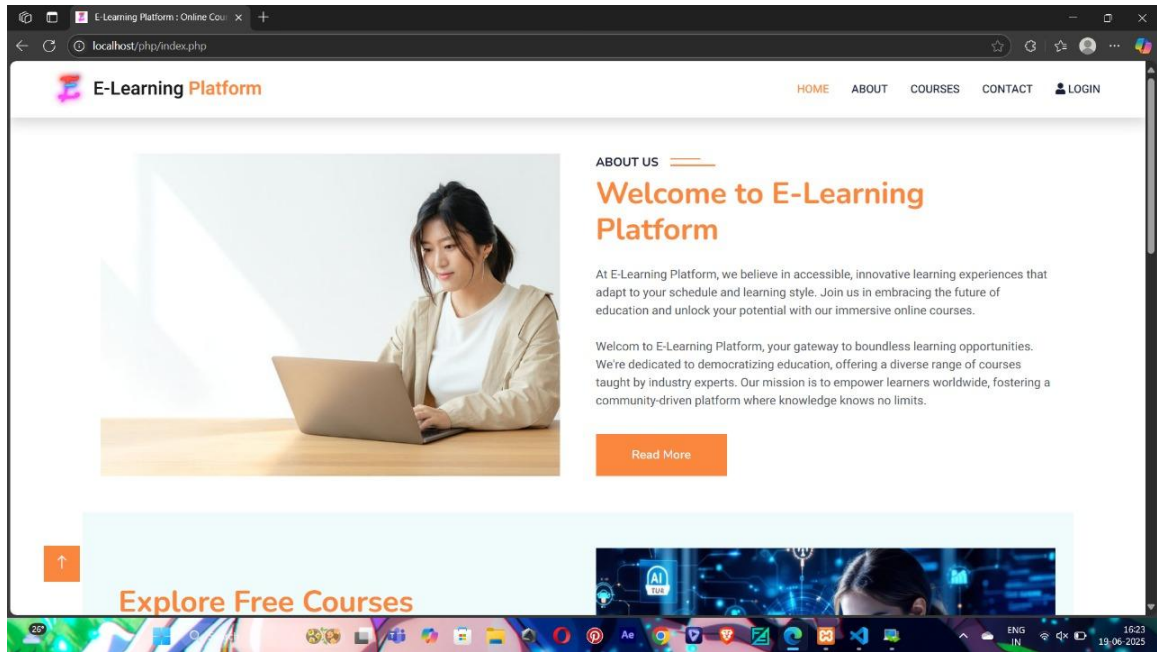 E-Learning Platform : Online Cou
localhost/php/index.php
E-Learning Platform
HOME ABOUT COURSES CONTACT LOGIN
ABOUT US
Welcome to E-Learning
Platform
At E-Learning Platform, we believe in accessible, innovative learning experiences that
adapt to your schedule and learning style. Join us in embracing the future of
education and unlock your potential with our immersive online courses.
Welcom to E-Learning Platform, your gateway to boundless learning opportunities.
We're dedicated to democratizing education, offering a diverse range of courses
taught by industry experts. Our mission is to empower learners worldwide, fostering a
community-driven platform where knowledge knows no limits.
Read More
Explore Free Courses
AI
26°
Ae
ENG
IN
16:23
19-06-2025